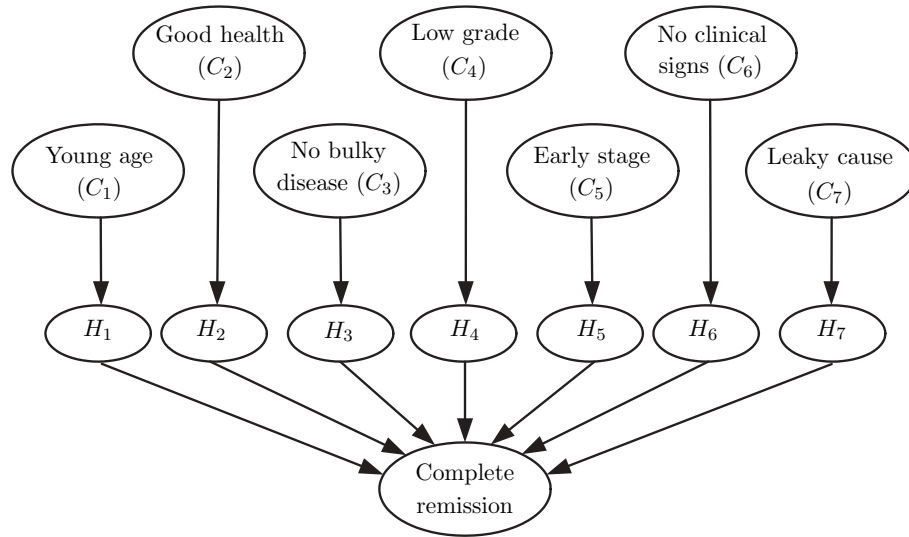 Good health
(C₂)
Low grade
(C₄)
No clinical
signs (C₆)
Young age
(C₁)
No bulky
disease (C₃)
Early stage
(C₅)
Leaky cause
(C₇)
H₁
H₂
H₃
H₄
H₅
H₆
H₇
Complete
remission